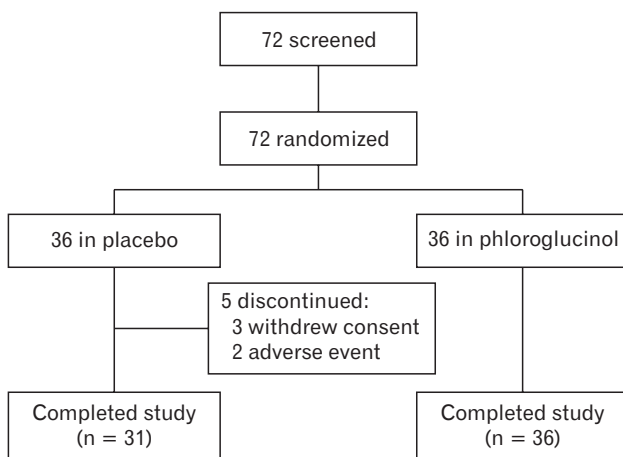 72 screened
72 randomized
36 in placebo
36 in phloroglucinol
5 discontinued:
3 withdrew consent
2 adverse event
Completed study
(n = 31)
Completed study
(n = 36)